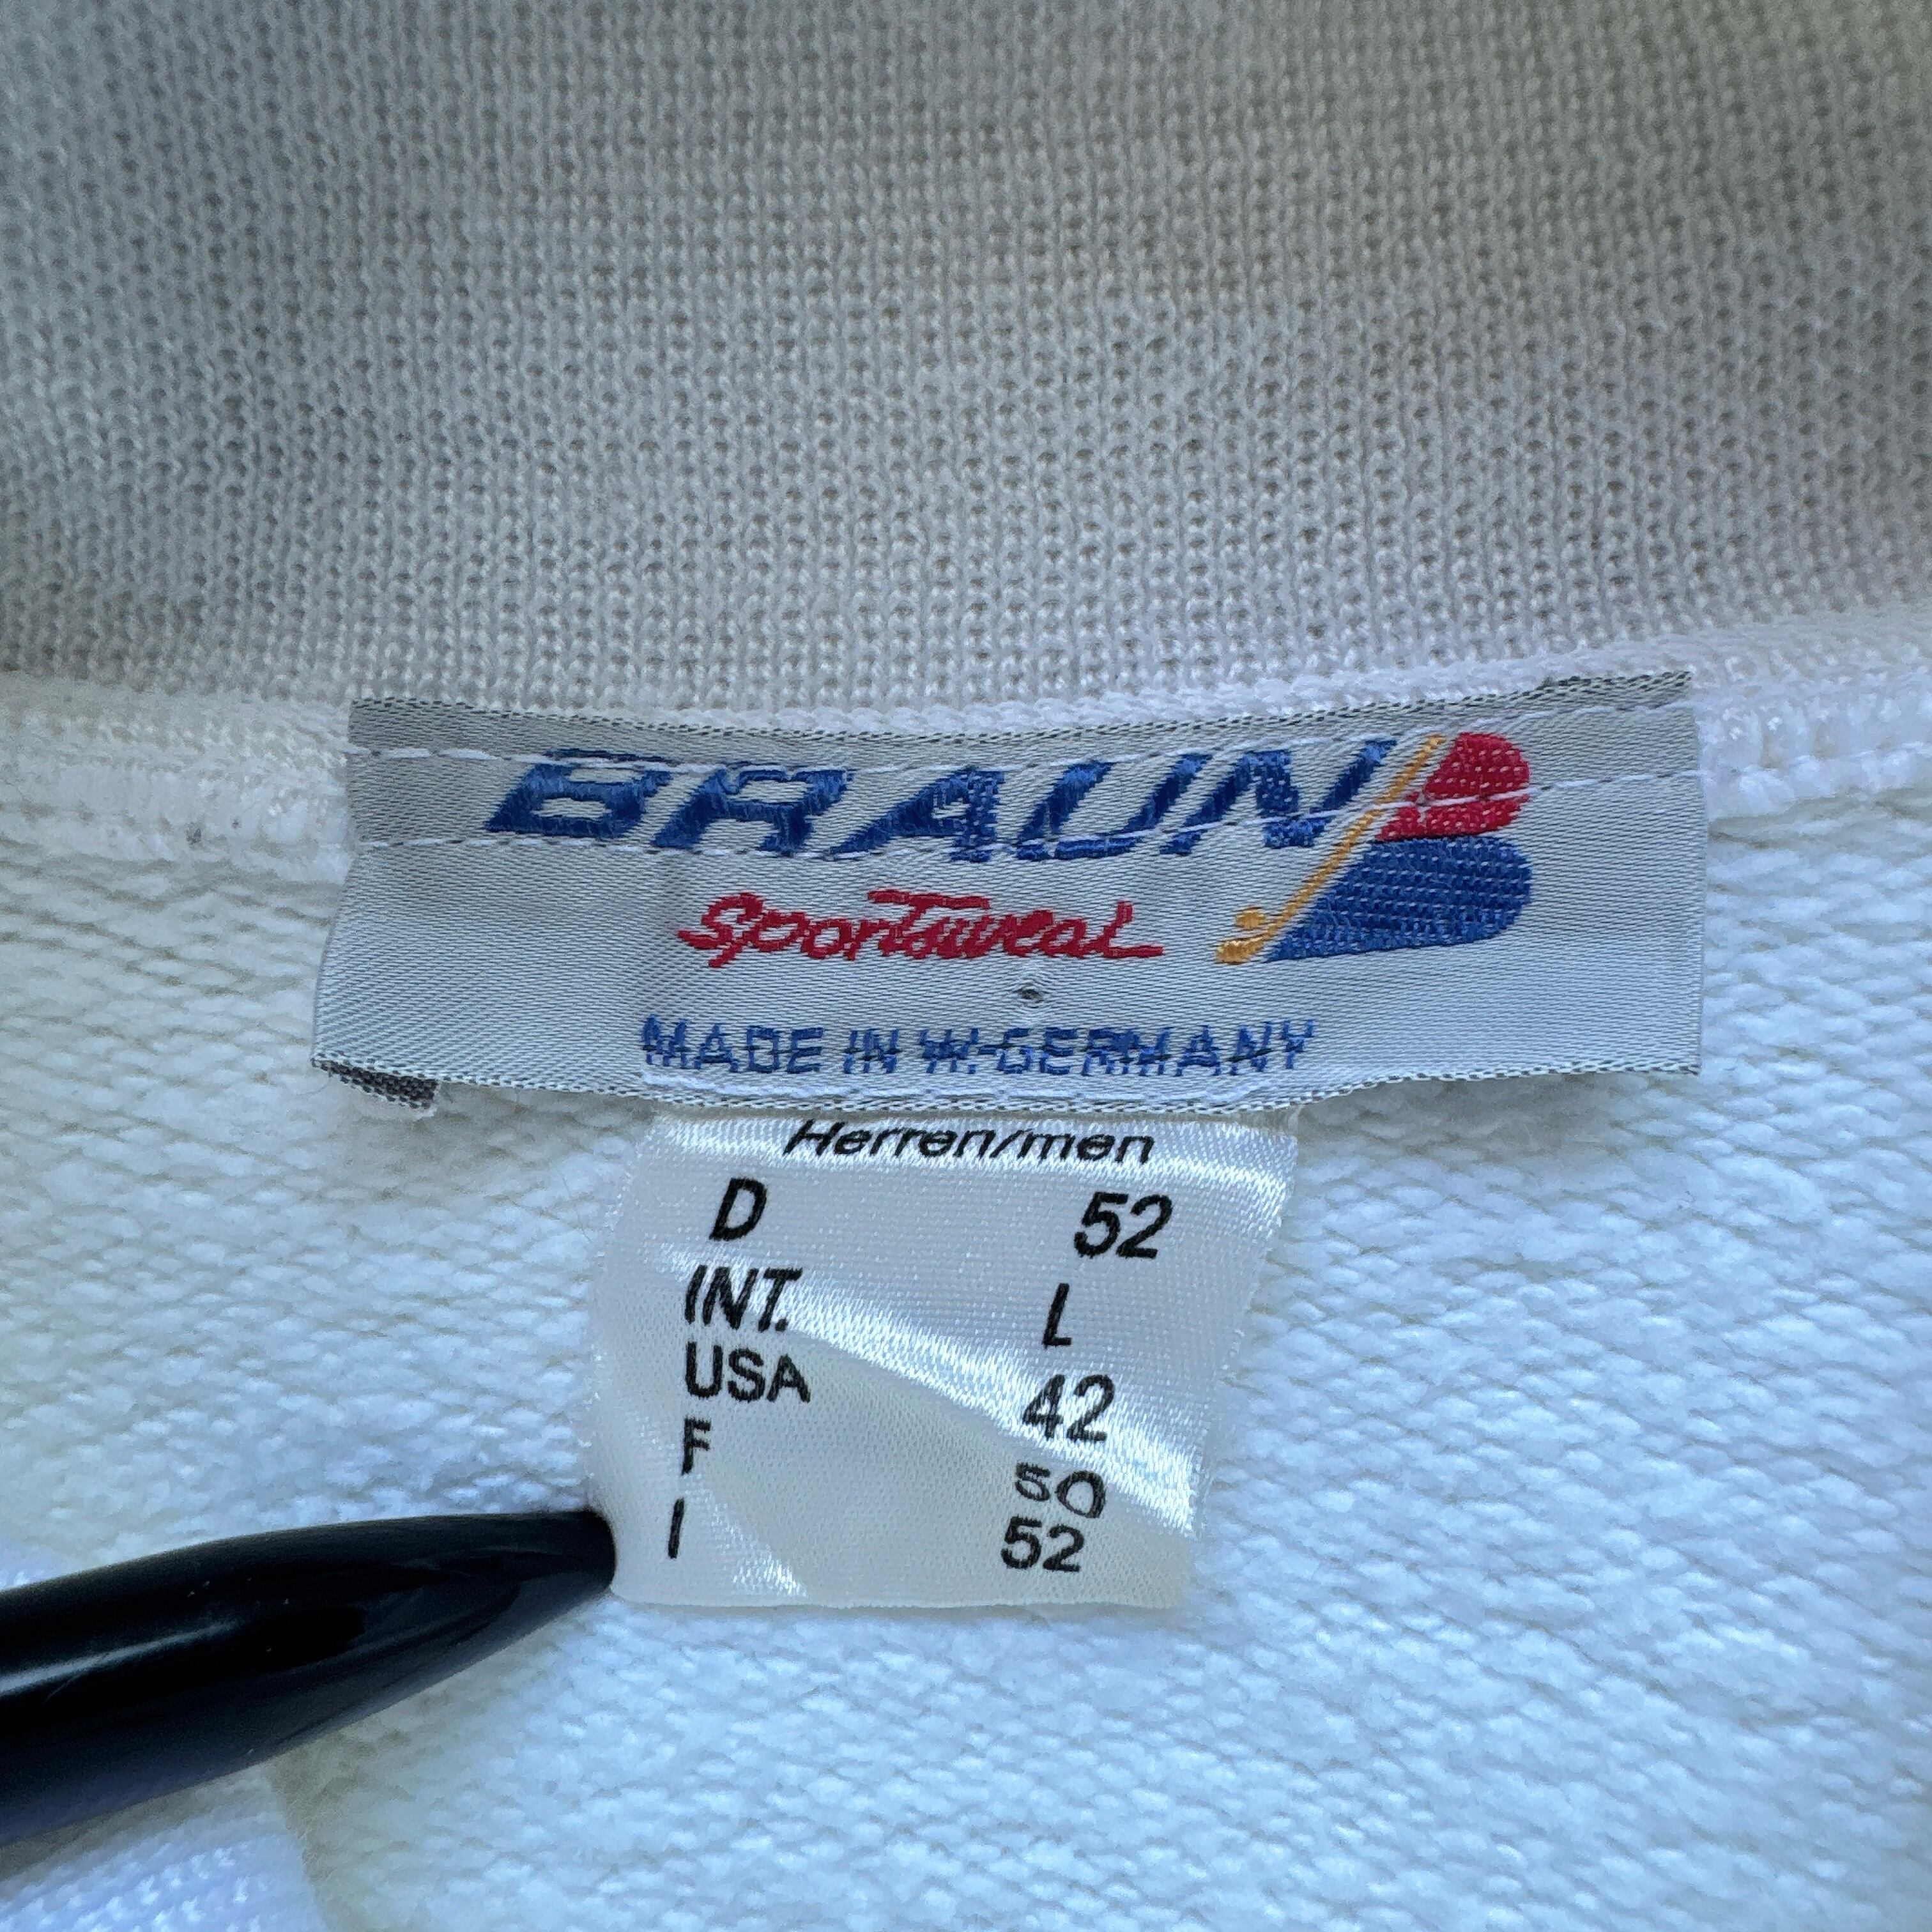 BRAUN
Sportswear
MADE IN W.-GERMANY
Herren/men
D 52
INT. L
USA 42
F 50
I 52